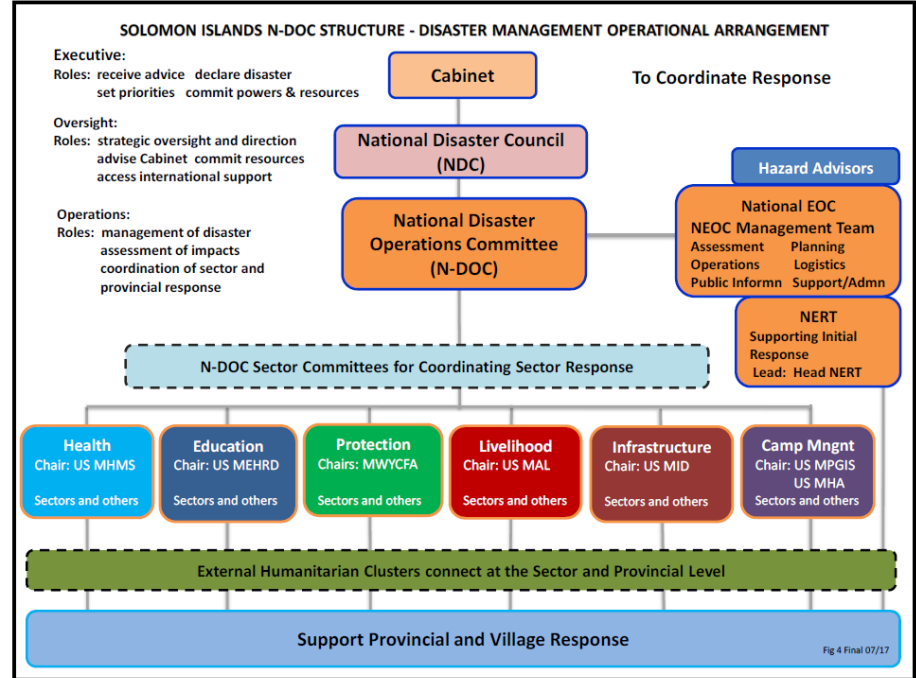 SOLOMON ISLANDS N-DOC STRUCTURE - DISASTER MANAGEMENT OPERATIONAL ARRANGEMENT
Executive:
Roles: receive advice declare disaster
set priorities commit powers & resources
Cabinet
To Coordinate Response
Oversight:
Roles: strategic oversight and direction
advise Cabinet commit resources
access international support
National Disaster Council
(NDC)
Hazard Advisors
Operations:
Roles: management of disaster
assessment of impacts
coordination of sector and
provincial response
National Disaster
Operations Committee
(N-DOC)
National EOC
NEOC Management Team
Assessment Planning
Operations Logistics
Public Informn Support/Admn
NERT
Supporting Initial
Response
Lead: Head NERT
N-DOC Sector Committees for Coordinating Sector Response
Health
Chair: US MHMS
Sectors and others
Education
Chair: US MEHRD
Sectors and others
Protection
Chairs: MWYCFA
Sectors and others
Livelihood
Chair: US MAL
Sectors and others
Infrastructure
Chair: US MID
Sectors and others
Camp Mngnt
Chair: US MPGIS
US MHA
Sectors and others
External Humanitarian Clusters connect at the Sector and Provincial Level
Support Provincial and Village Response
Fig 4 Final 07/17